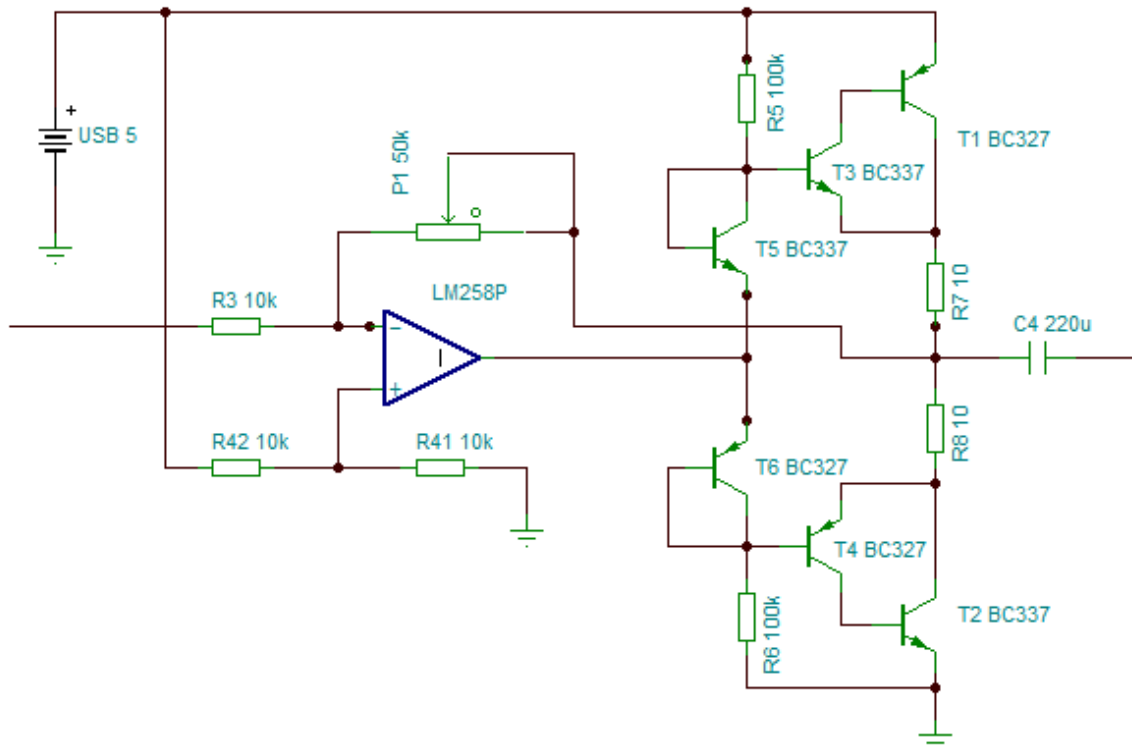 +
USB 5
R5 100k
T1 BC327
P1 50k
T3 BC337
T5 BC337
R7 10
R3 10k
LM258P
C4 220u
-
+
R42 10k
R41 10k
R8 10
T6 BC327
T4 BC327
T2 BC337
R6 100k